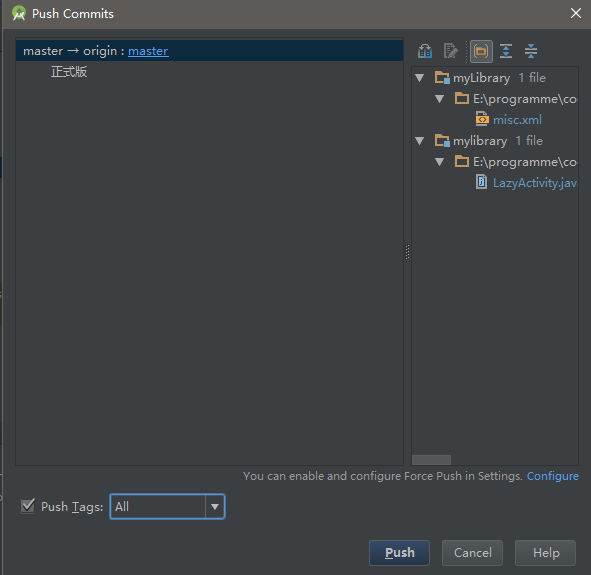 Push Commits
master → origin : master
正式版
myLibrary 1 file
E:\programme\co
misc.xml
mylibrary 1 file
E:\programme\co
LazyActivity.jav
You can enable and configure Force Push in Settings. Configure
Push Tags: All
Push
Cancel
Help